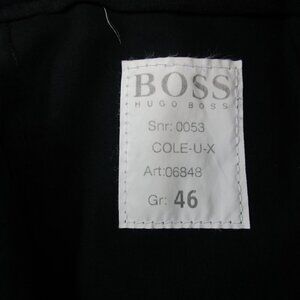 BOSS
HUGO BOSS
Snr: 0053
COLE-U-X
Art:06848
Gr: 46